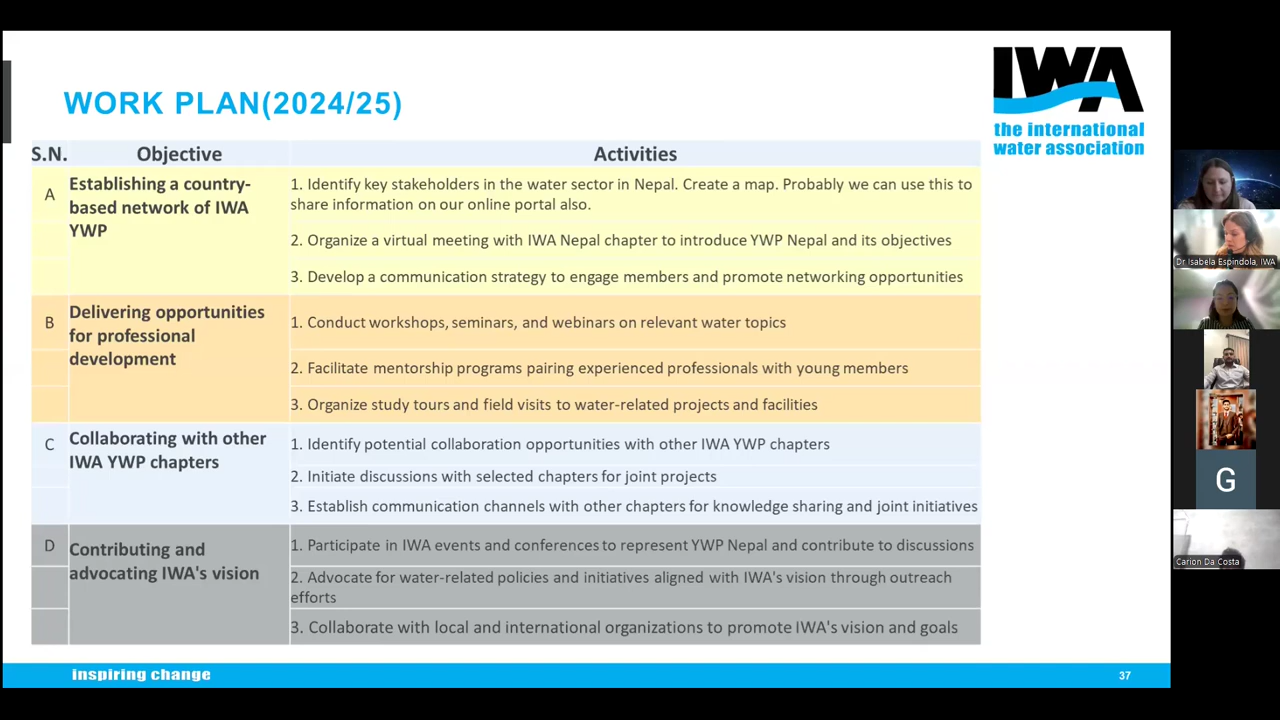 WORK PLAN(2024/25)
IWA
the international
water association
S.N. Objective Activities
A Establishing a country-
based network of IWA
YWP
1. Identify key stakeholders in the water sector in Nepal. Create a map. Probably we can use this to
share information on our online portal also.
2. Organize a virtual meeting with IWA Nepal chapter to introduce YWP Nepal and its objectives
3. Develop a communication strategy to engage members and promote networking opportunities
B Delivering opportunities
for professional
development
1. Conduct workshops, seminars, and webinars on relevant water topics
2. Facilitate mentorship programs pairing experienced professionals with young members
3. Organize study tours and field visits to water-related projects and facilities
C Collaborating with other
IWA YWP chapters
1. Identify potential collaboration opportunities with other IWA YWP chapters
2. Initiate discussions with selected chapters for joint projects
3. Establish communication channels with other chapters for knowledge sharing and joint initiatives
D Contributing and
advocating IWA's vision
1. Participate in IWA events and conferences to represent YWP Nepal and contribute to discussions
2. Advocate for water-related policies and initiatives aligned with IWA's vision through outreach
efforts
3. Collaborate with local and international organizations to promote IWA's vision and goals
inspiring change
37
Dr Isabela Espindola, IWA
G
Carion Da Costa